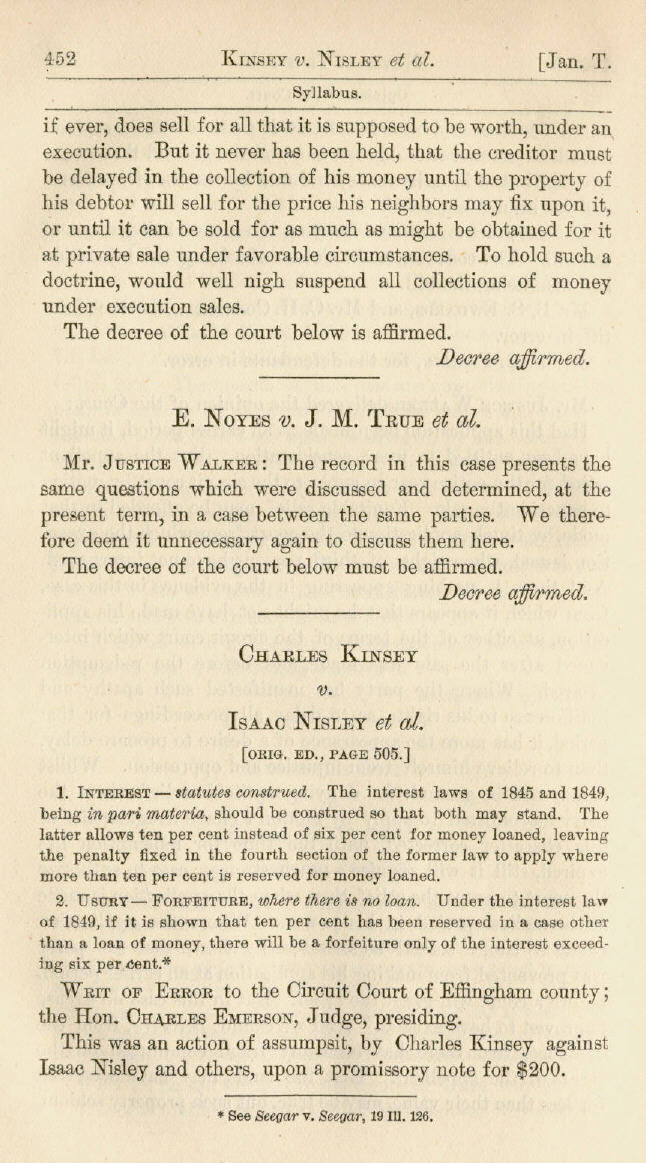 452 Kinsey v. Nisley et al. [Jan. T.
Syllabus.
if ever, does sell for all that it is supposed to be worth, under an
execution. But it never has been held, that the creditor must
be delayed in the collection of his money until the property of
his debtor will sell for the price his neighbors may fix upon it,
or until it can be sold for as much as might be obtained for it
at private sale under favorable circumstances. To hold such a
doctrine, would well nigh suspend all collections of money
under execution sales.
The decree of the court below is affirmed.
Decree affirmed.
E. Noyes v. J. M. True et al.
Mr. Justice Walker: The record in this case presents the
same questions which were discussed and determined, at the
present term, in a case between the same parties. We there-
fore deem it unnecessary again to discuss them here.
The decree of the court below must be affirmed.
Decree affirmed.
Charles Kinsey
v.
Isaac Nisley et al.
[ORIG. ED., PAGE 505.]
1. Interest — statutes construed. The interest laws of 1845 and 1849,
being in pari materia, should be construed so that both may stand. The
latter allows ten per cent instead of six per cent for money loaned, leaving
the penalty fixed in the fourth section of the former law to apply where
more than ten per cent is reserved for money loaned.
2. Usury — Forfeiture, where there is no loan. Under the interest law
of 1849, if it is shown that ten per cent has been reserved in a case other
than a loan of money, there will be a forfeiture only of the interest exceed-
ing six per cent.*
Writ of Error to the Circuit Court of Effingham county;
the Hon. Charles Emerson, Judge, presiding.
This was an action of assumpsit, by Charles Kinsey against
Isaac Nisley and others, upon a promissory note for $200.
* See Seegar v. Seegar, 19 Ill. 126.